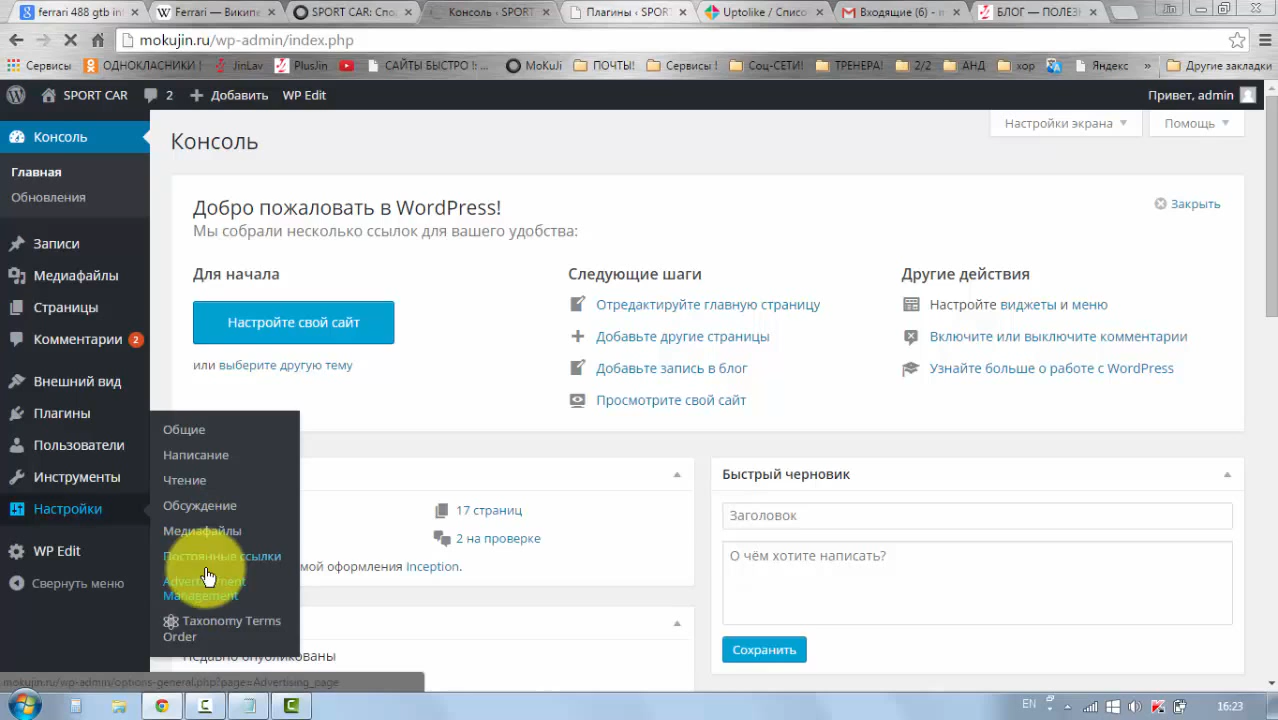 ferrari 488 gtb in
Ferrari — Википе
SPORT CAR: Спо
Консоль ‹ SPORT
Плагины ‹ SPORT
Uptolike / Списо
Входящие (6) -
БЛОГ — ПОЛЕЗ
mokujin.ru/wp-admin/index.php
Сервисы
ОДНОКЛАСНИКИ
JinLav
PlusJin
САЙТЫ БЫСТРО !: ...
MoKuJi
ПОЧТЫ!
Сервисы !
Соц-СЕТИ!
ТРЕНЕРА!
2/2
АНД
хор
Яндекс
»
Другие закладки
SPORT CAR
2
Добавить
WP Edit
Привет, admin
Консоль
Главная
Обновления
Записи
Медиафайлы
Страницы
Комментарии 2
Внешний вид
Плагины
Пользователи
Инструменты
Настройки
WP Edit
Свернуть меню
Общие
Написание
Чтение
Обсуждение
Медиафайлы
Постоянные ссылки
Advertisment
Management
Taxonomy Terms
Order
Настройки экрана
Помощь
Консоль
Добро пожаловать в WordPress!
Мы собрали несколько ссылок для вашего удобства:
Закрыть
Для начала
Настройте свой сайт
или выберите другую тему
Следующие шаги
Отредактируйте главную страницу
Добавьте другие страницы
Добавьте запись в блог
Просмотрите свой сайт
Другие действия
Настройте виджеты и меню
Включите или выключите комментарии
Узнайте больше о работе с WordPress
17 страниц
2 на проверке
мой оформления Inception.
Недавно опубликованы
Быстрый черновик
Заголовок
О чём хотите написать?
Сохранить
mokujin.ru/wp-admin/options-general.php?page=Advertising_page
EN
16:23